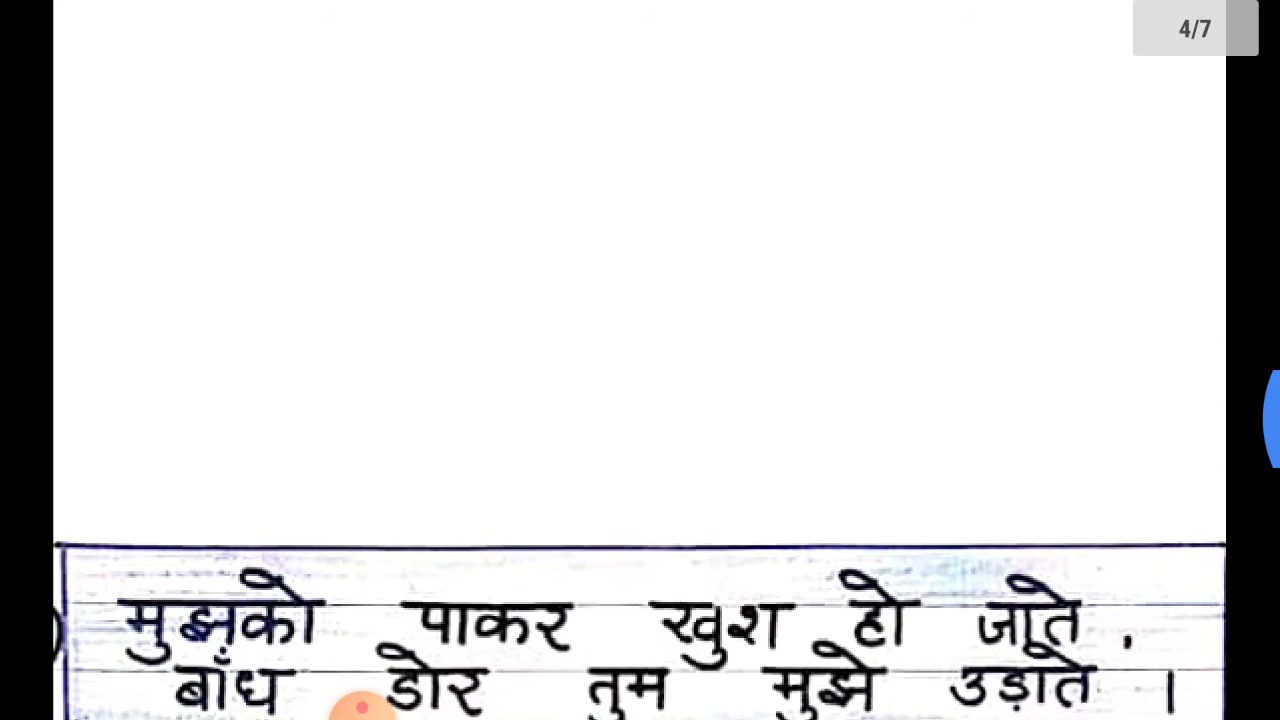 4/7
मुझको पाकर खुश हो जाते ,
बाँध डोर तुम मुझे उड़ाते ।